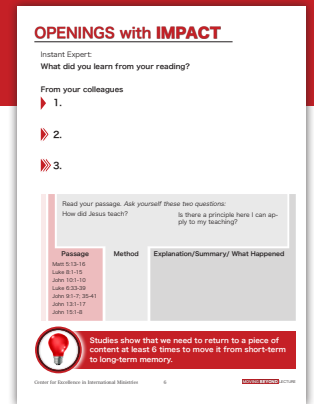 OPENINGS with IMPACT
Instant Expert:
What did you learn from your reading?
From your colleagues
1.
2.
3.
Read your passage. Ask yourself these two questions:
How did Jesus teach?
Is there a principle here I can ap-
ply to my teaching?
Passage
Method
Explanation/Summary/ What Happened
Matt 5:13-16
Luke 8:1-15
John 10:1-10
Luke 6:33-39
John 9:1-7; 35-41
John 13:1-17
John 15:1-8
Studies show that we need to return to a piece of
content at least 6 times to move it from short-term
to long-term memory.
Center for Excellence in International Ministries
6
MOVING BEYOND LECTURE